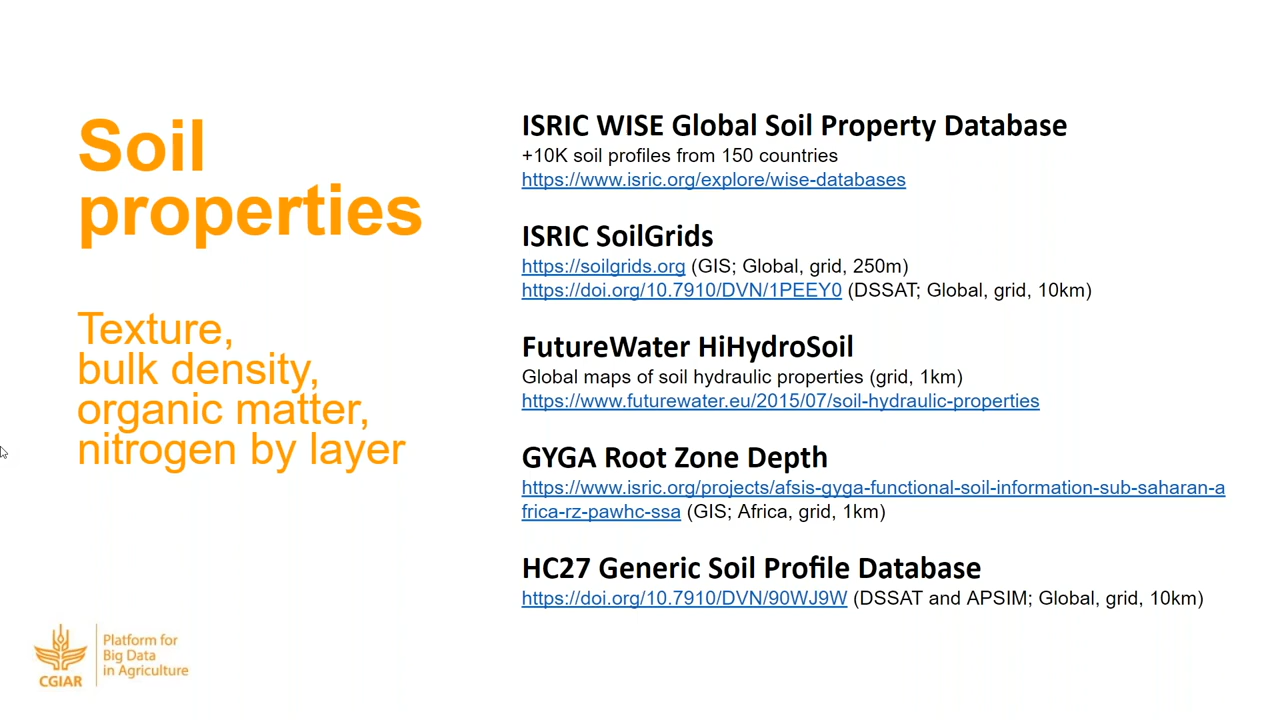 Soil
properties
Texture,
bulk density,
organic matter,
nitrogen by layer
ISRIC WISE Global Soil Property Database
+10K soil profiles from 150 countries
https://www.isric.org/explore/wise-databases
ISRIC SoilGrids
https://soilgrids.org (GIS; Global, grid, 250m)
https://doi.org/10.7910/DVN/1PEEY0 (DSSAT; Global, grid, 10km)
FutureWater HiHydroSoil
Global maps of soil hydraulic properties (grid, 1km)
https://www.futurewater.eu/2015/07/soil-hydraulic-properties
GYGA Root Zone Depth
https://www.isric.org/projects/afsis-gyga-functional-soil-information-sub-saharan-a
frica-rz-pawhc-ssa (GIS; Africa, grid, 1km)
HC27 Generic Soil Profile Database
https://doi.org/10.7910/DVN/90WJ9W (DSSAT and APSIM; Global, grid, 10km)
CGIAR
Platform for
Big Data
in Agriculture